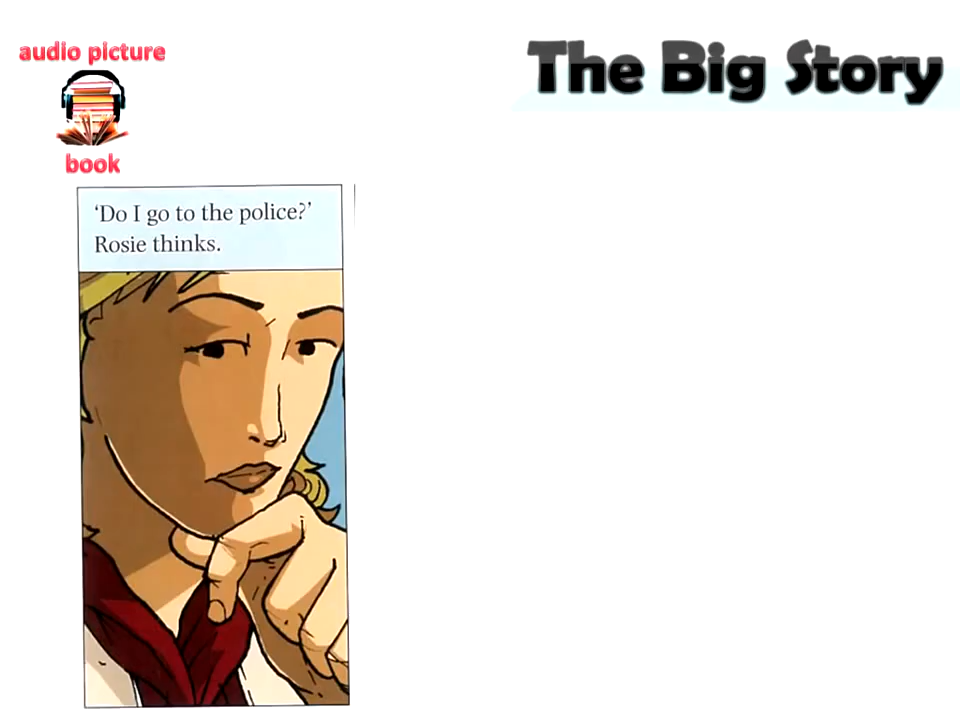 audio picture
book
The Big Story
‘Do I go to the police?’
Rosie thinks.